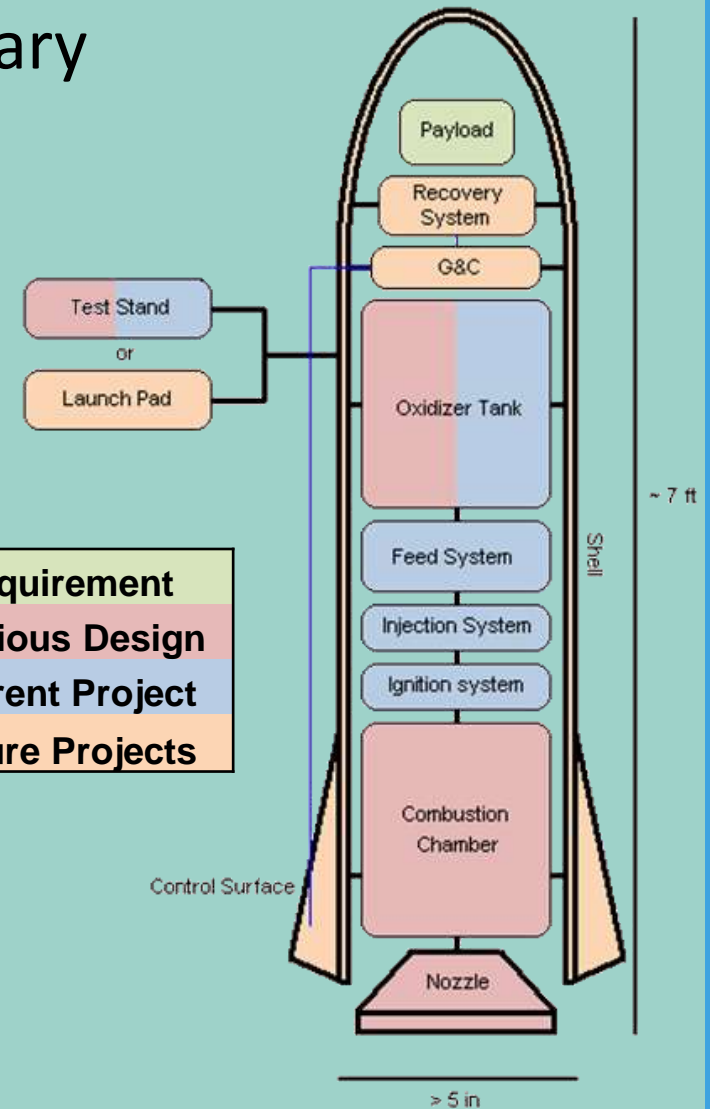 ary
Payload
Recovery
System
G&C
Test Stand
or
Launch Pad
Oxidizer Tank
~ 7 ft
Shell
Feed System
Injection System
Ignition system
quirement
ious Design
rent Project
ure Projects
Combustion
Chamber
Control Surface
Nozzle
> 5 in